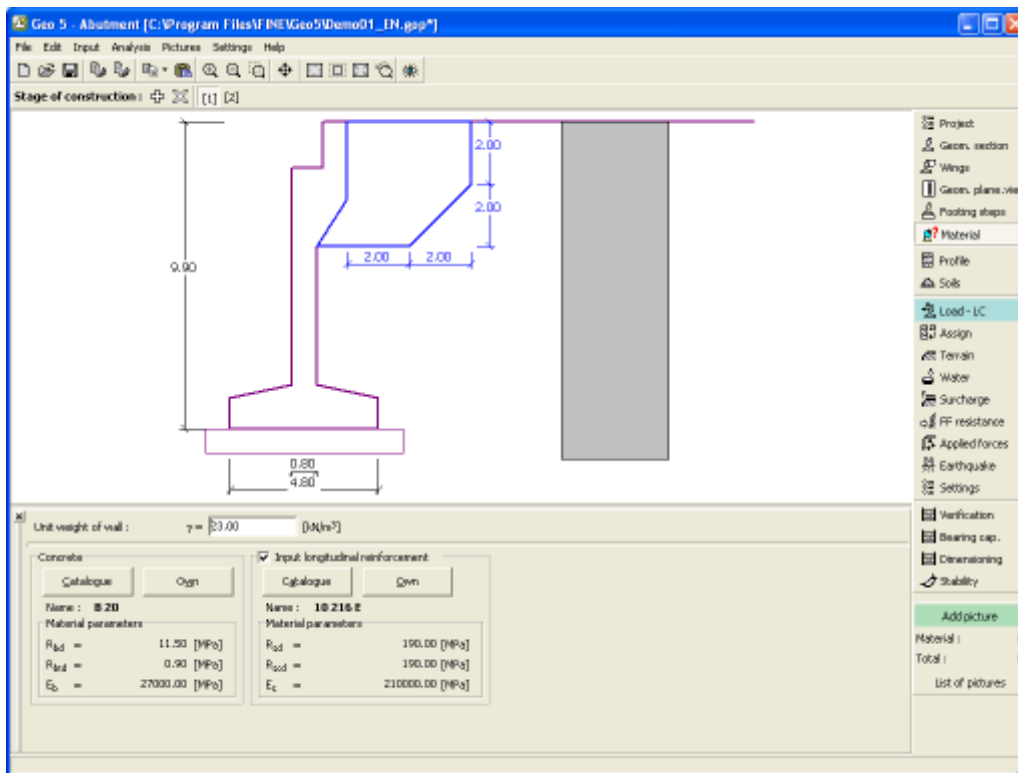 Geo 5 - Abutment [C:\Program Files\FINE\Geo5\Demo01_EN.gop*]
File Edit Input Analysis Pictures Settings Help
Stage of construction : [1] [2]
2.00
2.00
2.00 2.00
9.90
0.80
4.80
Project
Geom. section
Wings
Geom. plane.vie
Footing steps
Material
Profile
Soils
Load - LC
Assign
Terrain
Water
Surcharge
FF resistance
Applied forces
Earthquake
Settings
Verification
Bearing cap.
Dimensioning
Stability
Add picture
Material :
Total :
List of pictures
Unit weight of wall : γ = 23.00 [kN/m³]
Concrete
Catalogue Own
Name : B 20
Material parameters
R_bd = 11.50 [MPa]
R_btd = 0.90 [MPa]
E_b = 27000.00 [MPa]
Input longitudinal reinforcement
Catalogue Own
Name : 10 216 E
Material parameters
R_sd = 190.00 [MPa]
R_scd = 190.00 [MPa]
E_s = 210000.00 [MPa]